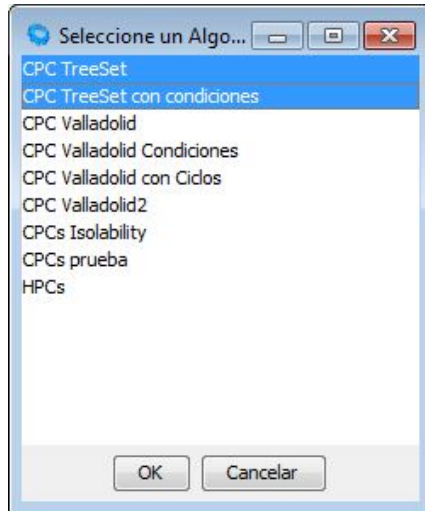 Seleccione un Algo...
CPC TreeSet
CPC TreeSet con condiciones
CPC Valladolid
CPC Valladolid Condiciones
CPC Valladolid con Ciclos
CPC Valladolid2
CPCs Isolability
CPCs prueba
HPCs
OK
Cancelar